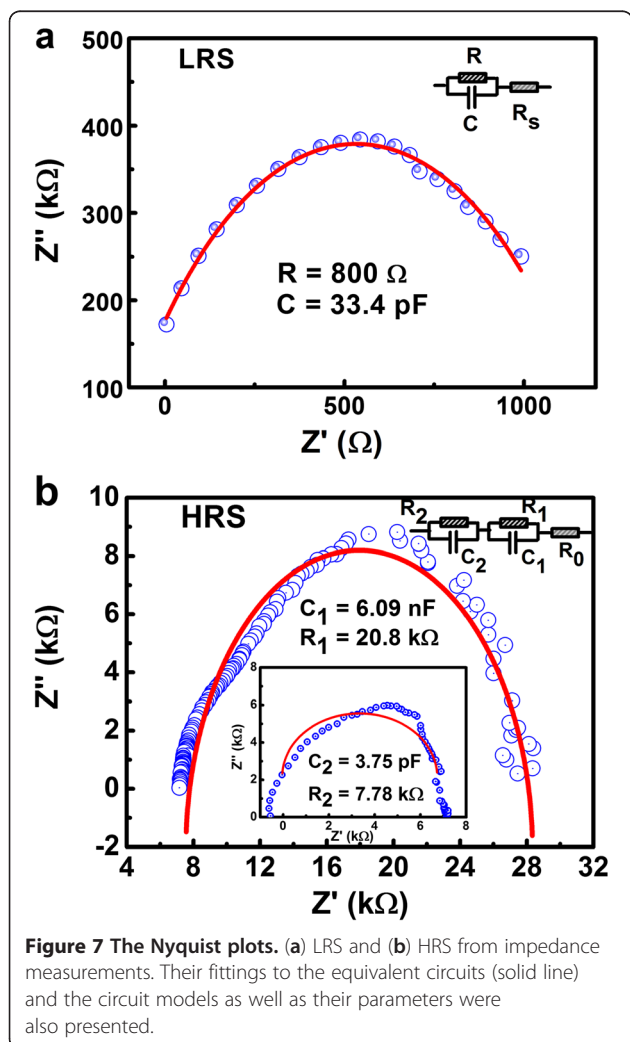 a
LRS
R
C
Rs
Z'' (kΩ)
500
400
300
200
100
R = 800 Ω
C = 33.4 pF
0 500 1000
Z' (Ω)
b
HRS
R2
C2
R1
C1
R0
Z'' (kΩ)
10
8
6
4
2
0
-2
C1 = 6.09 nF
R1 = 20.8 kΩ
Z'' (kΩ)
6
4
2
0
C2 = 3.75 pF
R2 = 7.78 kΩ
0 2 4 6 8
Z' (kΩ)
4 8 12 16 20 24 28 32
Z' (kΩ)
Figure 7 The Nyquist plots. (a) LRS and (b) HRS from impedance
measurements. Their fittings to the equivalent circuits (solid line)
and the circuit models as well as their parameters were
also presented.